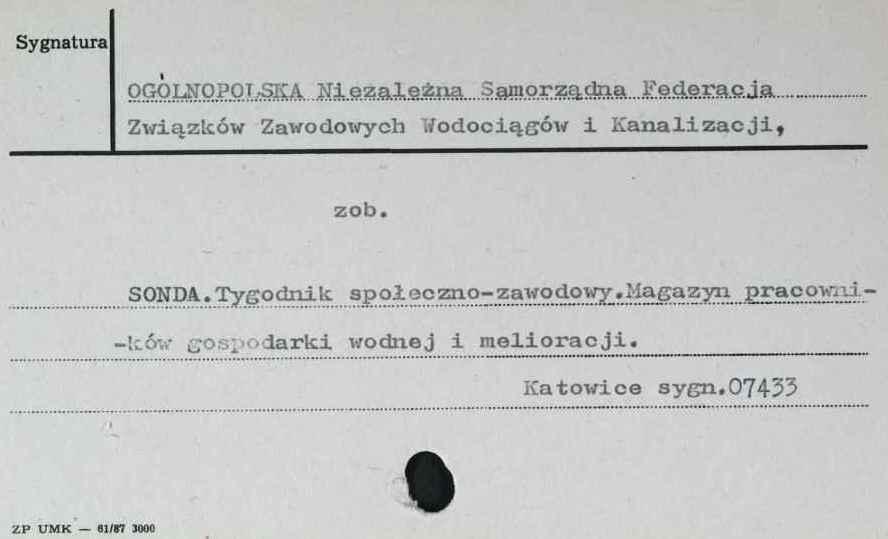 Sygnatura
OGÓLNOPOLSKA Niezależna Samorządna Federacja
Związków Zawodowych Wodociągów i Kanalizacji,
zob.
SONDA.Tygodnik społeczno-zawodowy.Magazyn pracowni-
-ków gospodarki wodnej i melioracji.
Katowice sygn.07433
ZP UMK — 61/87 3000